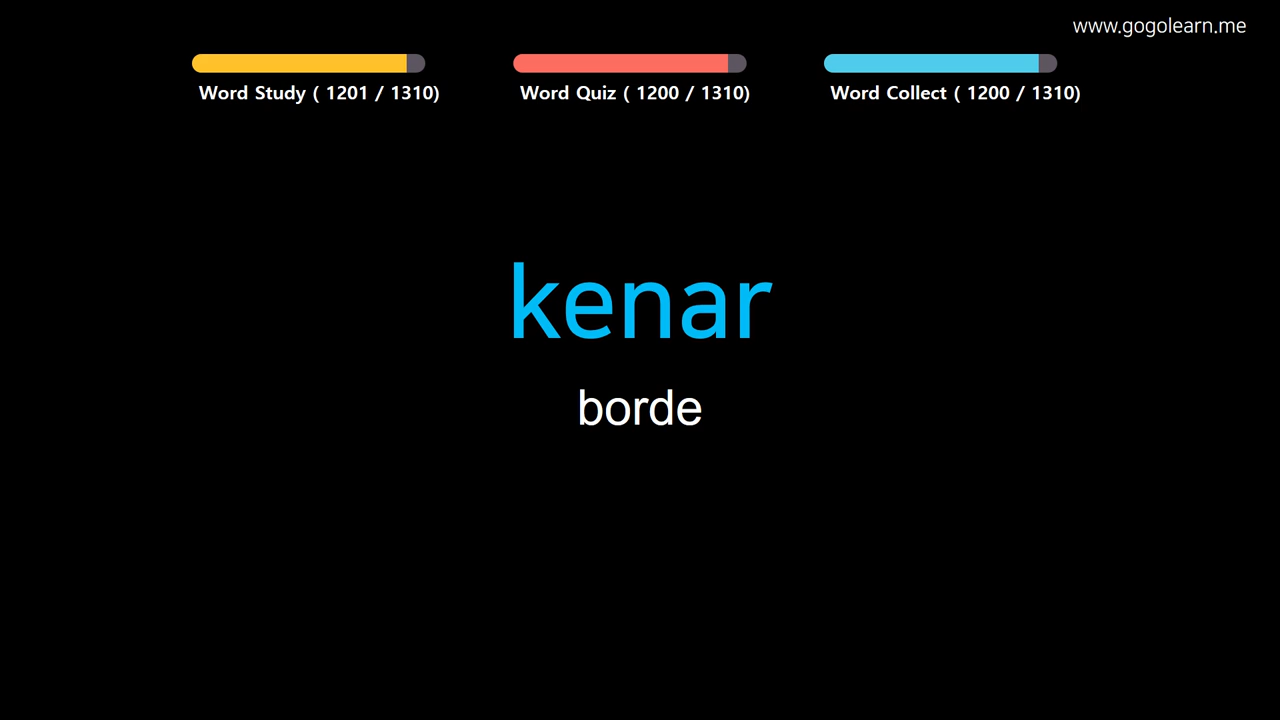 www.gogolearn.me
Word Study ( 1201 / 1310)
Word Quiz ( 1200 / 1310)
Word Collect ( 1200 / 1310)
kenar
borde